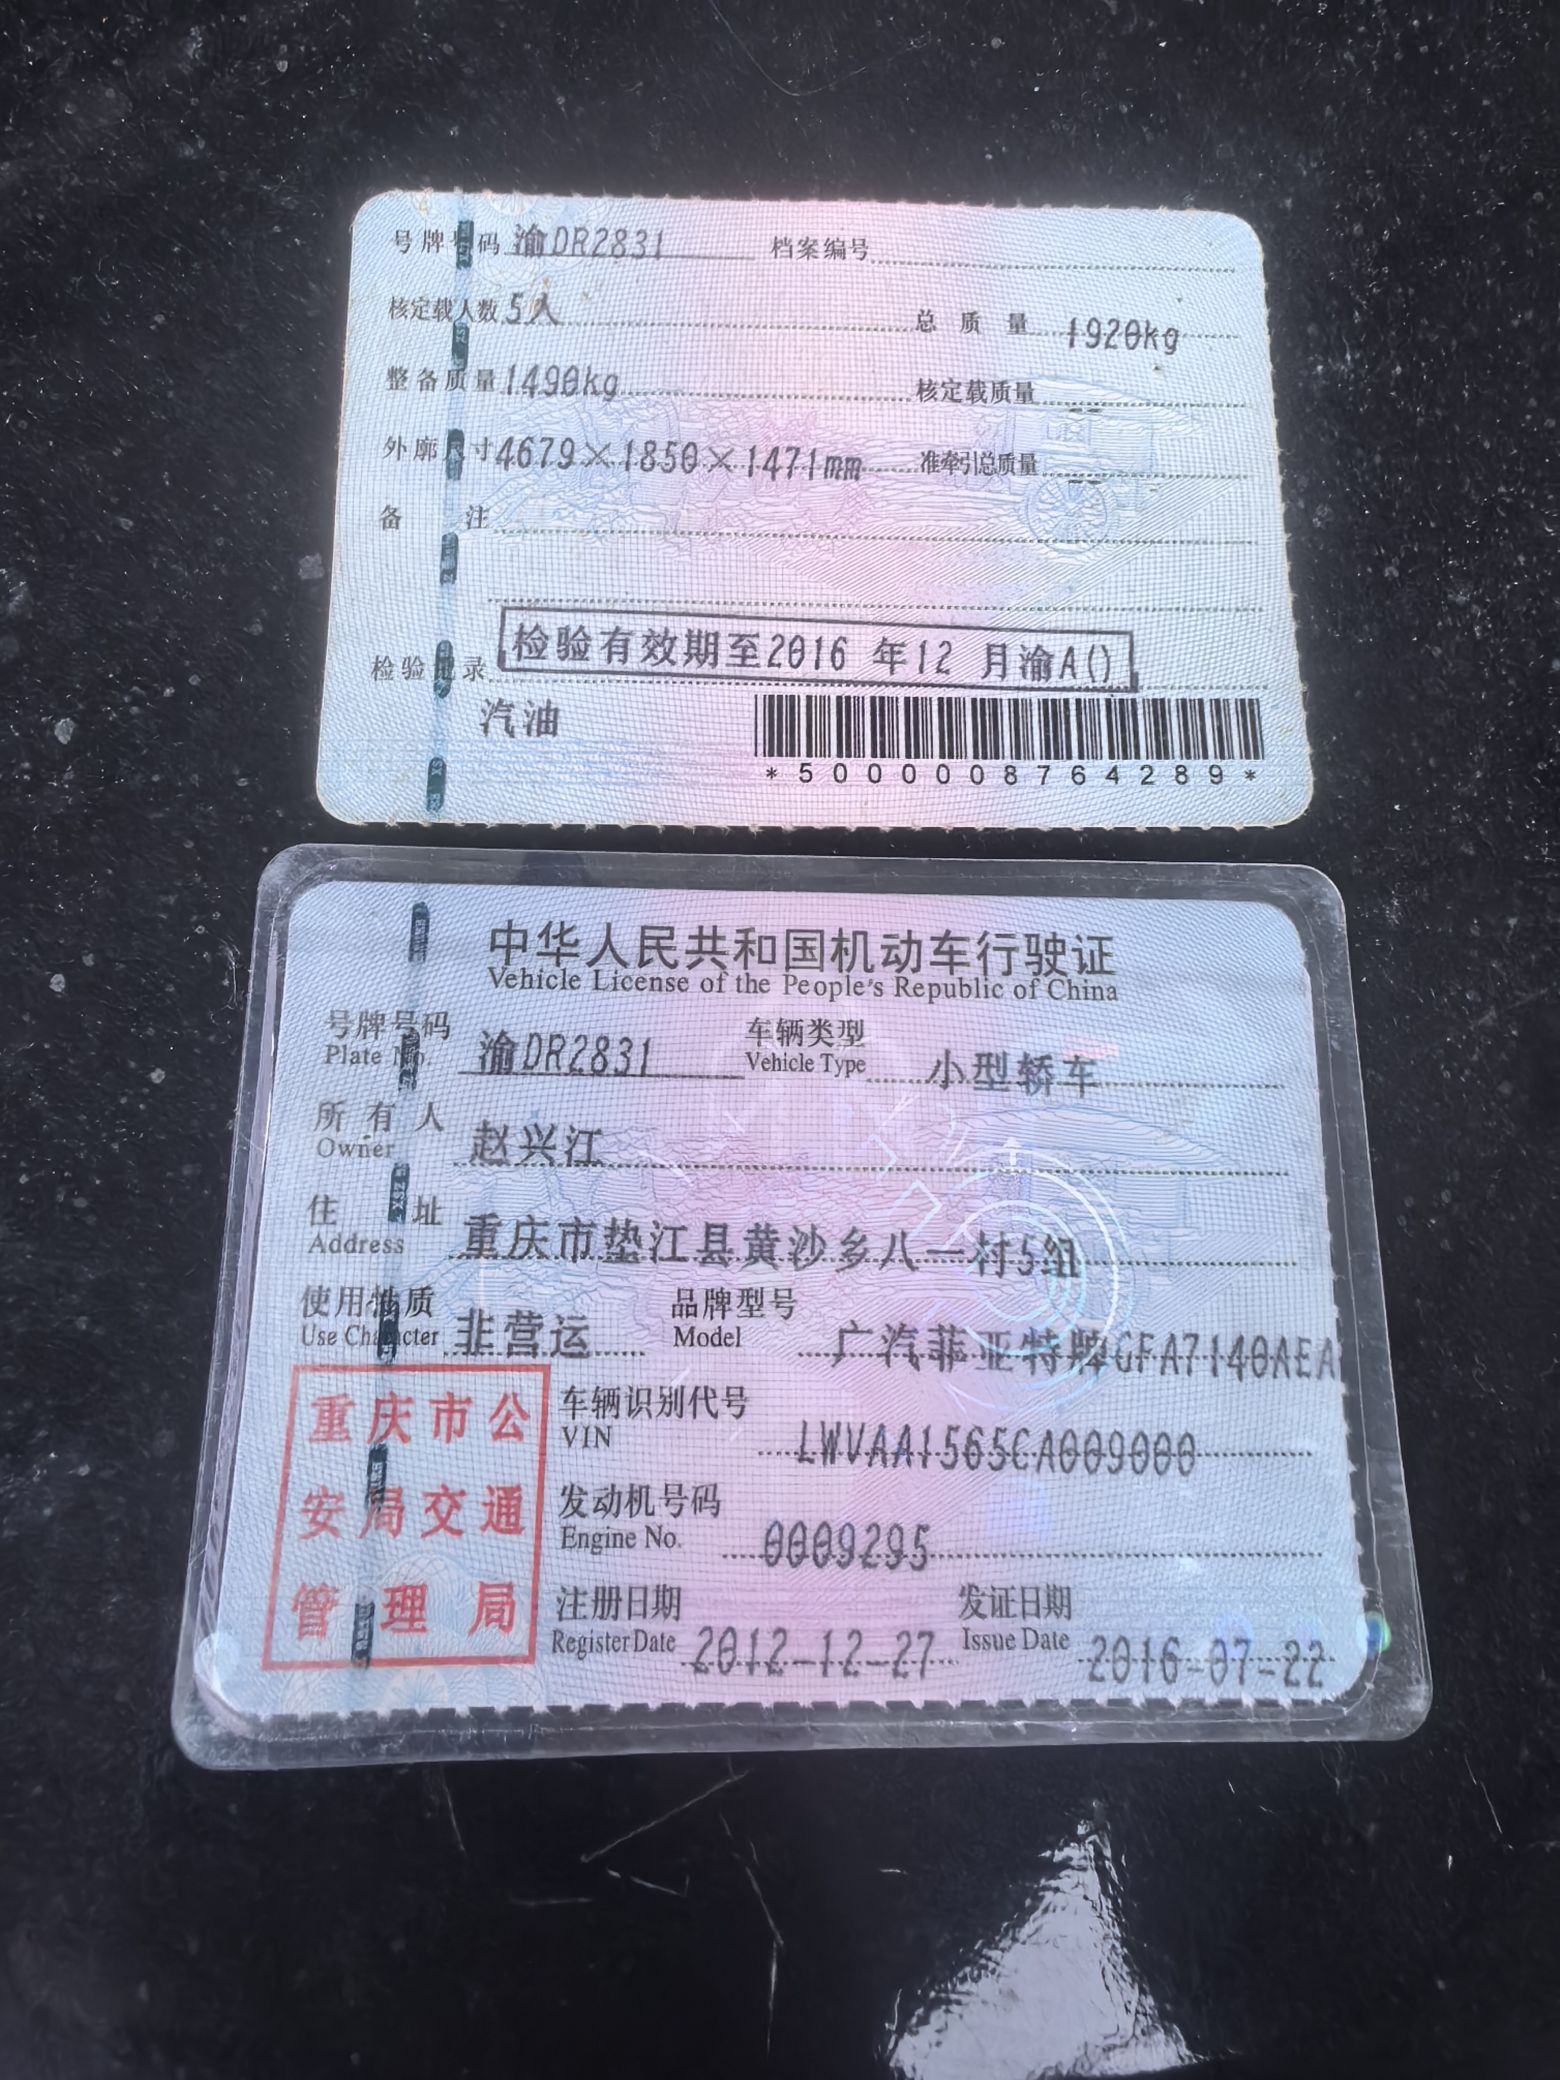 号牌号码 渝DR2831 档案编号
核定载人数 5人 总质量 1920kg
整备质量 1490kg 核定载质量 --
外廓尺寸 4679×1850×1471mm 准牵引总质量 --
备注
检验有效期至2016 年12 月渝A()
检验记录
汽油
*5000008764289*
中华人民共和国机动车行驶证
Vehicle License of the People's Republic of China
号牌号码 渝DR2831 车辆类型 小型轿车
Plate No. Vehicle Type
所有人 赵兴江
Owner
住址 重庆市垫江县黄沙乡八一村5组
Address
使用性质 非营运 品牌型号 广汽菲亚特牌GFA7140AEA
Use Character Model
重庆市公
安局交通
管理局
车辆识别代号 LWVAA1565CA009000
VIN
发动机号码 0009295
Engine No.
注册日期 2012-12-27 发证日期 2016-07-22
Register Date Issue Date